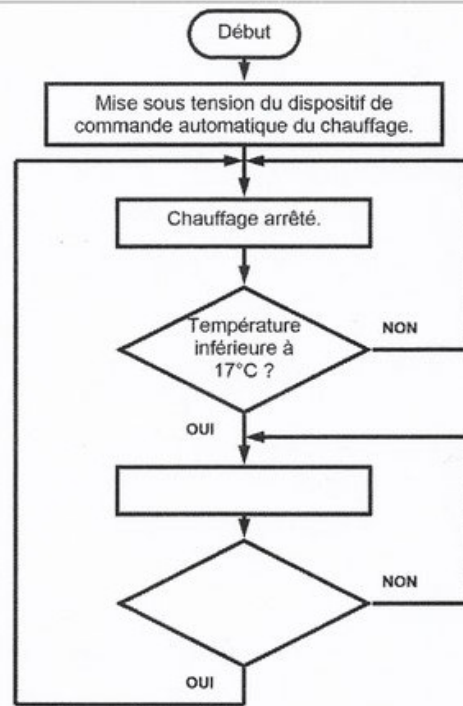 Début
Mise sous tension du dispositif de
commande automatique du chauffage.
Chauffage arrêté.
Température
inférieure à
17°C ?
NON
OUI
NON
OUI